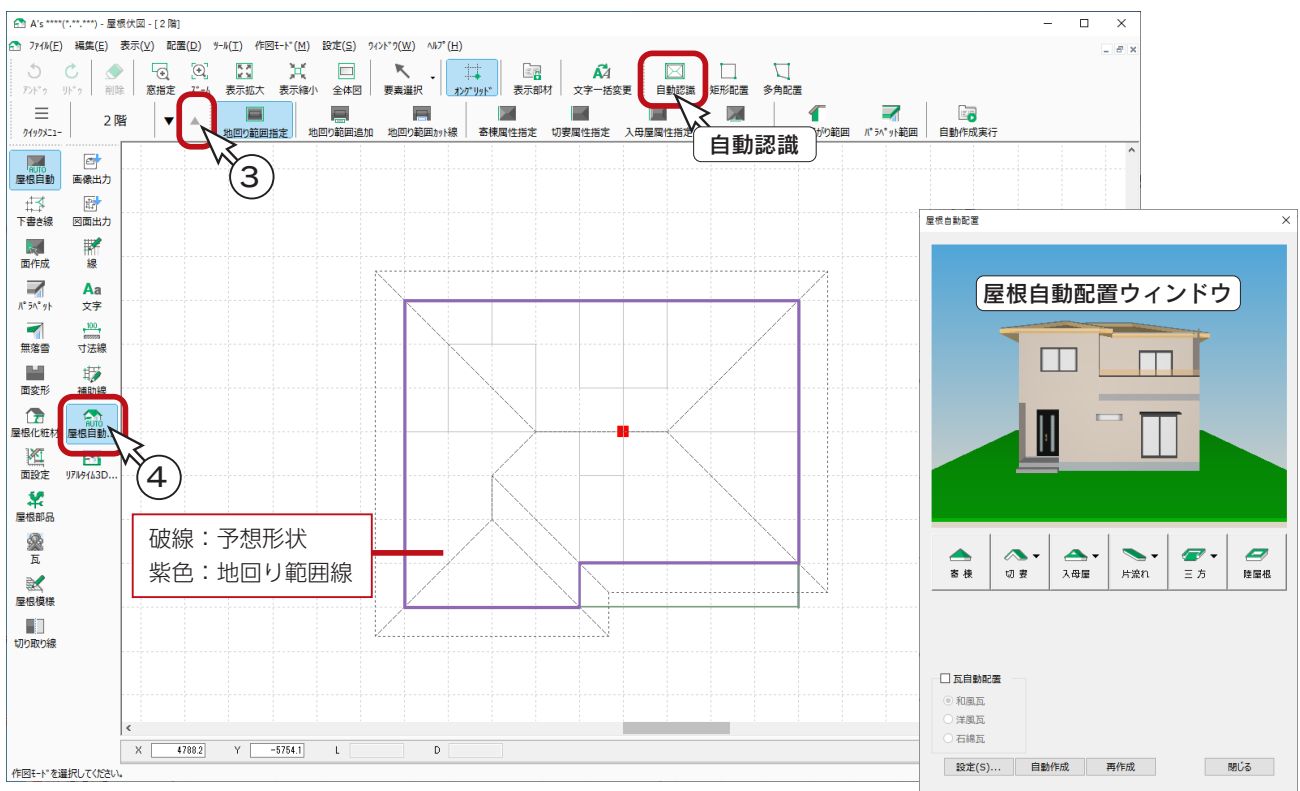 A's ****(*.**.***) - 屋根伏図 - [2階]
ﾌｧｲﾙ(F) 編集(E) 表示(V) 配置(D) ﾂｰﾙ(T) 作図ﾓｰﾄﾞ(M) 設定(S) ｳｨﾝﾄﾞｳ(W) ﾍﾙﾌﾟ(H)
ｱﾝﾄﾞｩ ﾘﾄﾞｩ 削除 窓指定 ｽﾞｰﾑ 表示拡大 表示縮小 全体図 要素選択 ｵﾝｸﾞﾘｯﾄﾞ 表示部材 文字一括変更 自動認識 矩形配置 多角配置
ｸｲｯｸﾒﾆｭｰ 2階 ▼ ▲ 地回り範囲指定 地回り範囲追加 地回り範囲ｶｯﾄ線 寄棟属性指定 切妻属性指定 入母屋属性指定 がり範囲 ﾊﾟﾗﾍﾟｯﾄ範囲 自動作成実行
自動認識
③
屋根自動 画像出力
下書き線 図面出力
面作成 線
ﾊﾟﾗﾍﾟｯﾄ 文字
無落雪 寸法線
面変形 補助線
屋根化粧材 屋根自動...
面設定 ﾘｱﾙﾀｲﾑ3D...
屋根部品
瓦
屋根模様
切り取り線
④
破線：予想形状
紫色：地回り範囲線
X 4788.2 Y -5754.1 L D
作図ﾓｰﾄﾞを選択してください。
屋根自動配置
屋根自動配置ウィンドウ
寄棟 切妻 入母屋 片流れ 三方 陸屋根
瓦自動配置
和風瓦
洋風瓦
石綿瓦
設定(S)... 自動作成 再作成 閉じる